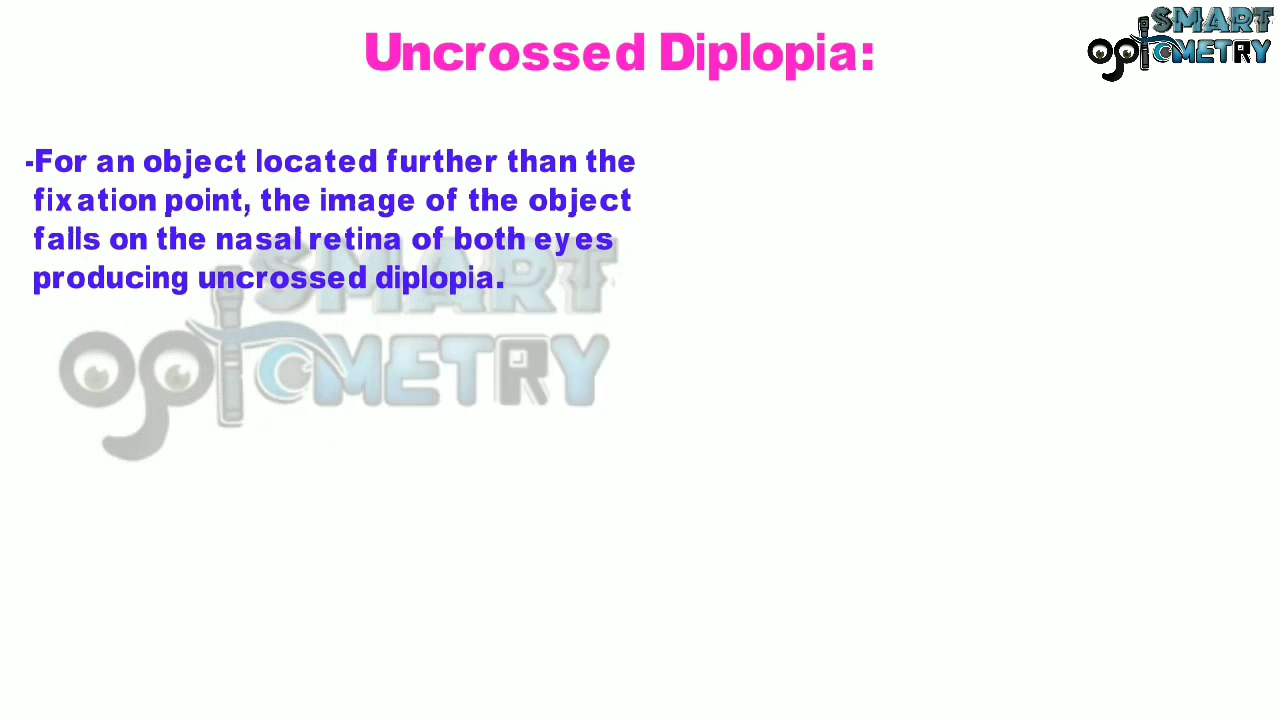 Uncrossed Diplopia:
SMART
OPTOMETRY
-For an object located further than the
fixation point, the image of the object
falls on the nasal retina of both eyes
producing uncrossed diplopia.
SMART
OPTOMETRY